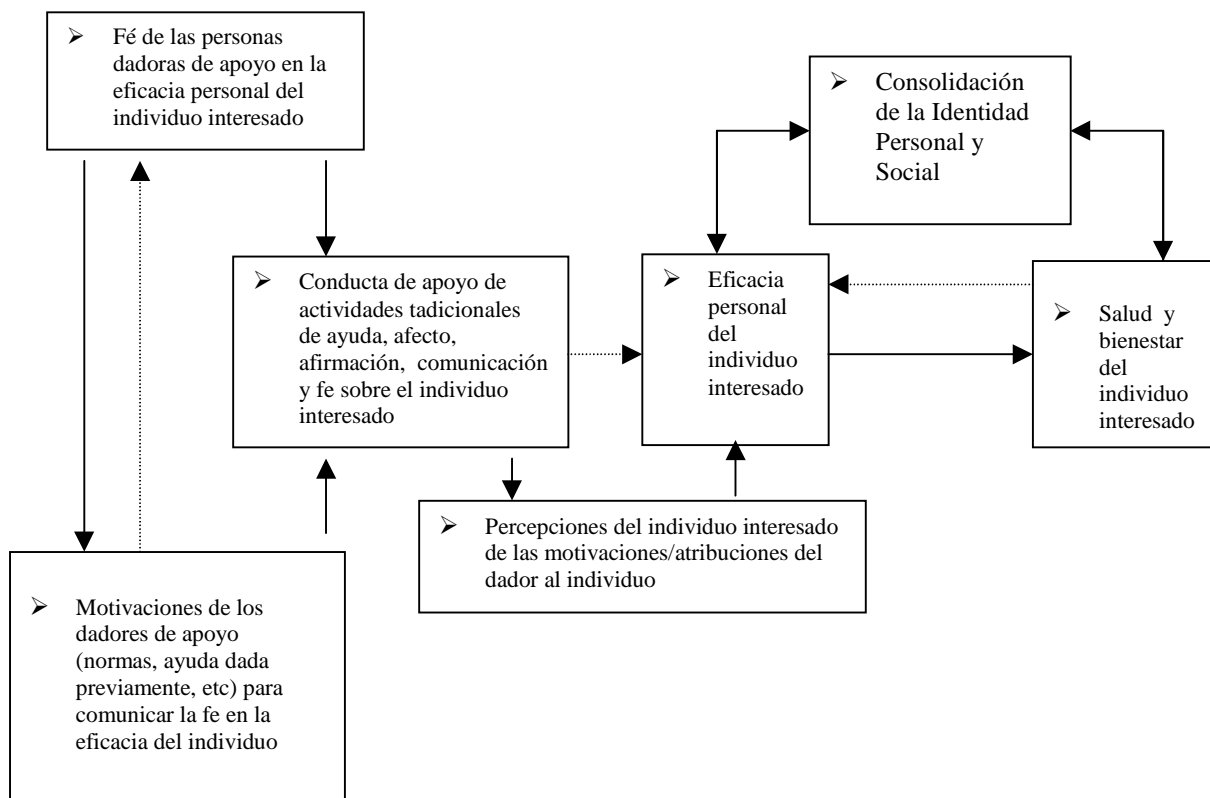 ➢ Fé de las personas
dadoras de apoyo en la
eficacia personal del
individuo interesado
➢ Consolidación
de la Identidad
Personal y
Social
➢ Conducta de apoyo de
actividades tadicionales
de ayuda, afecto,
afirmación, comunicación
y fe sobre el individuo
interesado
➢ Eficacia
personal
del
individuo
interesado
➢ Salud y
bienestar
del
individuo
interesado
➢ Percepciones del individuo interesado
de las motivaciones/atribuciones del
dador al individuo
➢ Motivaciones de los
dadores de apoyo
(normas, ayuda dada
previamente, etc) para
comunicar la fe en la
eficacia del individuo